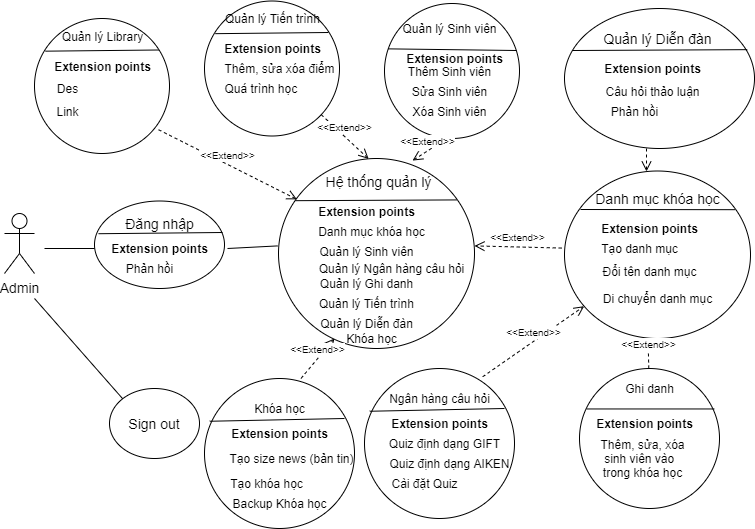 Quản lý Library
Extension points
Des
Link
Quản lý Tiến trình
Extension points
Thêm, sửa xóa điểm
Quá trình học
Quản lý Sinh viên
Extension points
Thêm Sinh viên
Sửa Sinh viên
Xóa Sinh viên
Quản lý Diễn đàn
Extension points
Câu hỏi thảo luận
Phản hồi
<<Extend>>
<<Extend>>
<<Extend>>
Admin
Đăng nhập
Extension points
Phản hồi
Hệ thống quản lý
Extension points
Danh mục khóa học
Quản lý Sinh viên
Quản lý Ngân hàng câu hỏi
Quản lý Ghi danh
Quản lý Tiến trình
Quản lý Diễn đàn
Khóa học
<<Extend>>
Danh mục khóa học
Extension points
Tạo danh mục
Đổi tên danh mục
Di chuyển danh mục
<<Extend>>
<<Extend>>
<<Extend>>
Sign out
Khóa học
Extension points
Tạo size news (bản tin)
Tạo khóa học
Backup Khóa học
Ngân hàng câu hỏi
Extension points
Quiz định dạng GIFT
Quiz định dạng AIKEN
Cải đặt Quiz
Ghi danh
Extension points
Thêm, sửa, xóa
sinh viên vào
trong khóa học